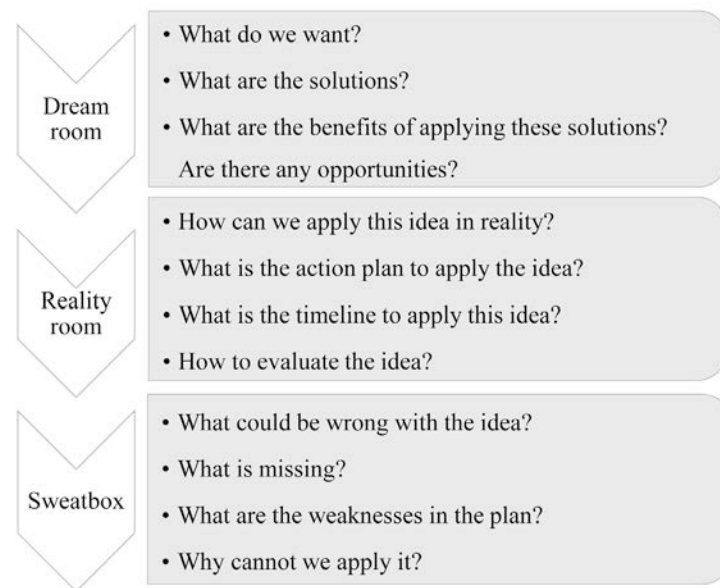 Dream
room
• What do we want?
• What are the solutions?
• What are the benefits of applying these solutions?
Are there any opportunities?
Reality
room
• How can we apply this idea in reality?
• What is the action plan to apply the idea?
• What is the timeline to apply this idea?
• How to evaluate the idea?
Sweatbox
• What could be wrong with the idea?
• What is missing?
• What are the weaknesses in the plan?
• Why cannot we apply it?